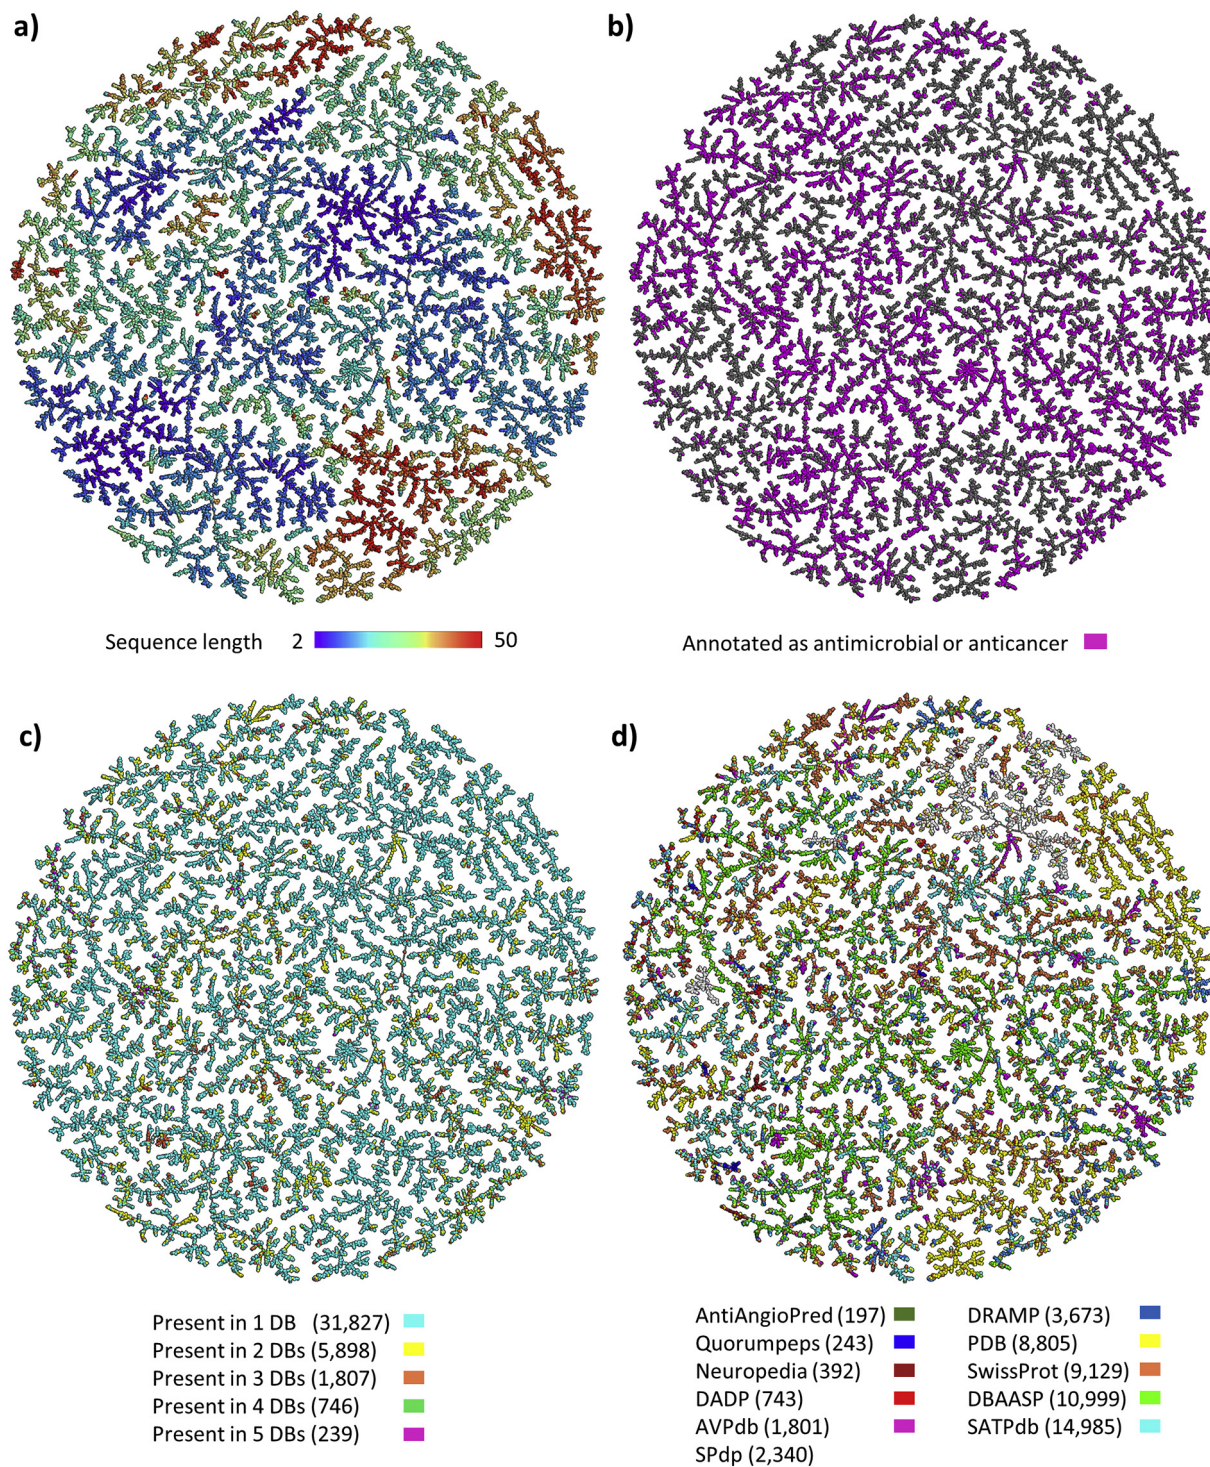 a)
b)
Sequence length 2 50
Annotated as antimicrobial or anticancer
c)
d)
Present in 1 DB (31,827)
Present in 2 DBs (5,898)
Present in 3 DBs (1,807)
Present in 4 DBs (746)
Present in 5 DBs (239)
AntiAngioPred (197)
Quorumpeps (243)
Neuropedia (392)
DADP (743)
AVPdb (1,801)
SPdp (2,340)
DRAMP (3,673)
PDB (8,805)
SwissProt (9,129)
DBAASP (10,999)
SATPdb (14,985)